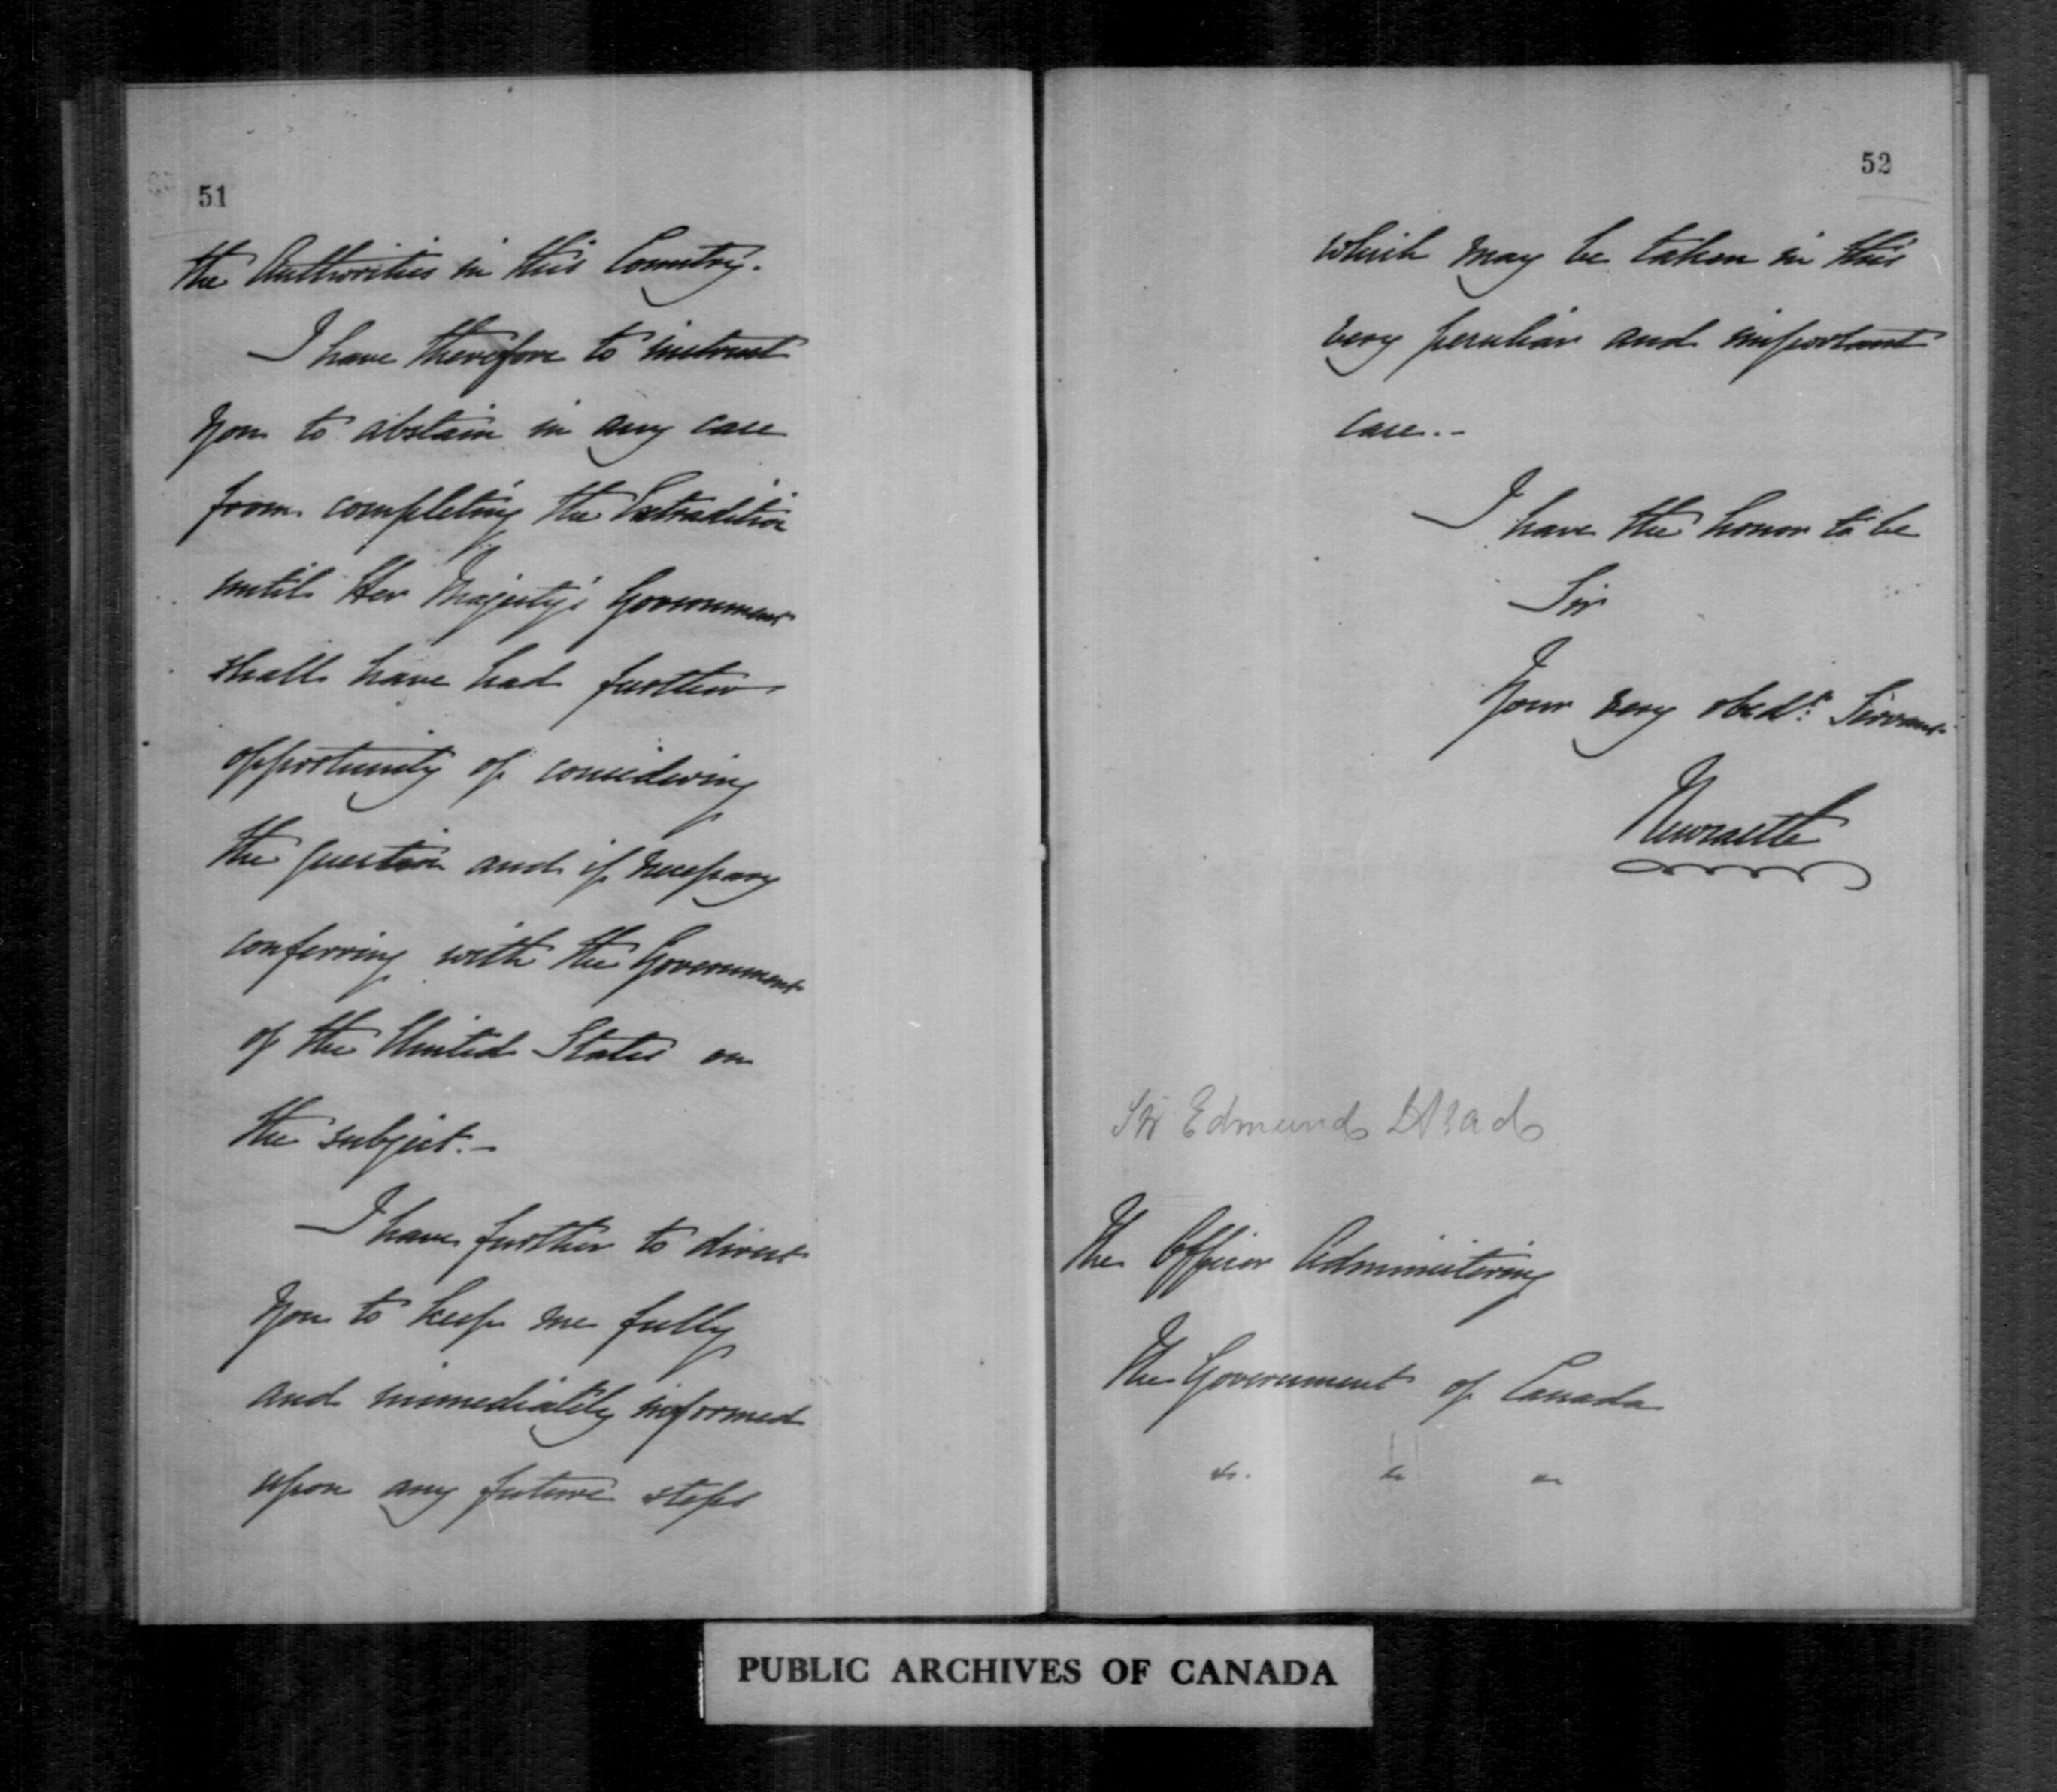 51
the Authorities in this Country.
I have therefore to instruct
you to abstain in any case
from completing the Extradition
until Her Majesty's Government
shall have had further
opportunity of considering
the question and if necessary
conferring with the Government
of the United States on
the subject.-
I have further to direct
you to keep me fully
and immediately informed
upon any future steps
52
which may be taken in this
very peculiar and important
case.-
I have the honor to be
Sir
Your very obedt. Servant
Newcastle
Sir Edmund Head
The Officer Administering
The Government of Canada
&c. &c &c
PUBLIC ARCHIVES OF CANADA